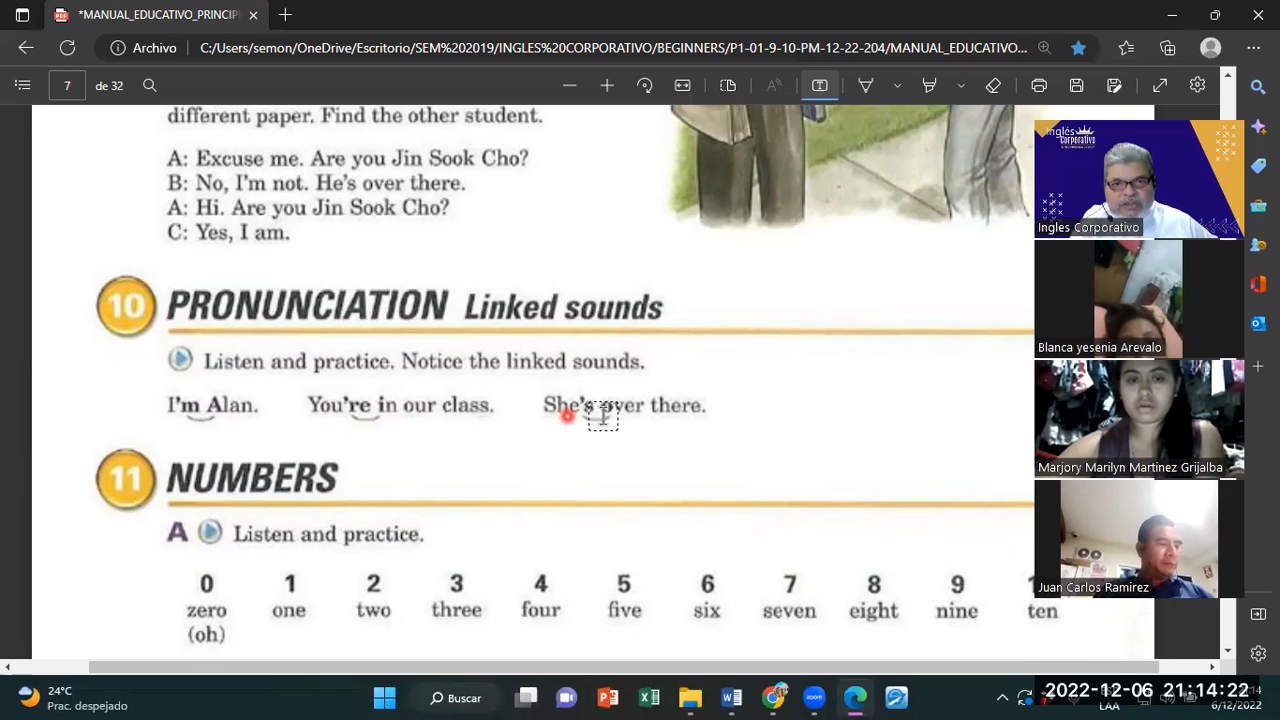 *MANUAL_EDUCATIVO_PRINCIPI
Archivo
C:/Users/semon/OneDrive/Escritorio/SEM%202019/INGLES%20CORPORATIVO/BEGINNERS/P1-01-9-10-PM-12-22-204/MANUAL_EDUCATIVO...
7 de 32
different paper. Find the other student.
A: Excuse me. Are you Jin Sook Cho?
B: No, I'm not. He's over there.
A: Hi. Are you Jin Sook Cho?
C: Yes, I am.
10 PRONUNCIATION Linked sounds
Listen and practice. Notice the linked sounds.
I'm Alan. You're in our class. She's over there.
11 NUMBERS
A Listen and practice.
0 1 2 3 4 5 6 7 8 9
zero one two three four five six seven eight nine ten
(oh)
Inglés
Corporativo
Ingles Corporativo
Blanca yesenia Arevalo
Marjory Marilyn Martinez Grijalba
Juan Carlos Ramirez
24°C
Prac. despejado
Buscar
zoom
LAA
2022-12-06 21:14:22
6/12/2022